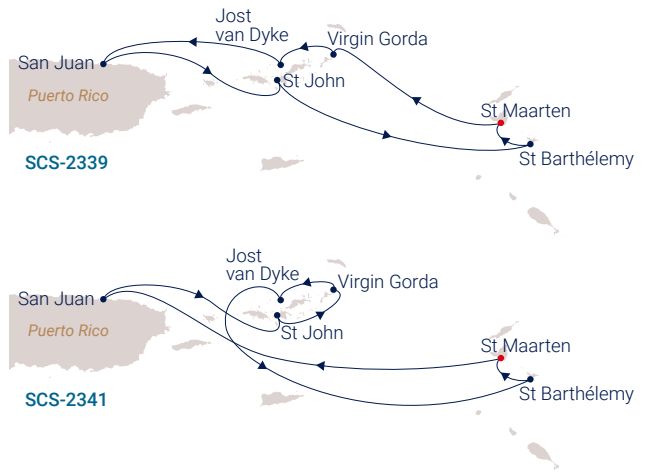 Jost
van Dyke
Virgin Gorda
San Juan
St John
Puerto Rico
St Maarten
St Barthélemy
SCS-2339
Jost
van Dyke
Virgin Gorda
San Juan
St John
Puerto Rico
St Maarten
St Barthélemy
SCS-2341